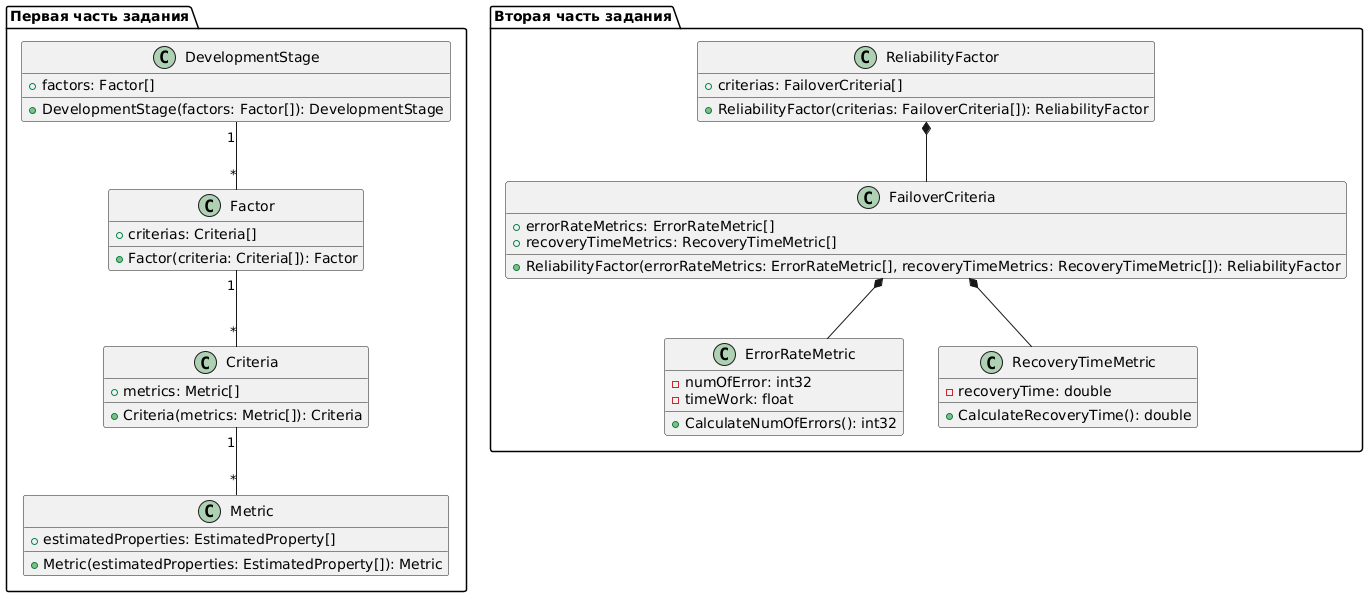 Первая часть задания
C DevelopmentStage
factors: Factor[]
DevelopmentStage(factors: Factor[]): DevelopmentStage
1
*
C Factor
criterias: Criteria[]
Factor(criteria: Criteria[]): Factor
1
*
C Criteria
metrics: Metric[]
Criteria(metrics: Metric[]): Criteria
1
*
C Metric
estimatedProperties: EstimatedProperty[]
Metric(estimatedProperties: EstimatedProperty[]): Metric
Вторая часть задания
C ReliabilityFactor
criterias: FailoverCriteria[]
ReliabilityFactor(criterias: FailoverCriteria[]): ReliabilityFactor
C FailoverCriteria
errorRateMetrics: ErrorRateMetric[]
recoveryTimeMetrics: RecoveryTimeMetric[]
ReliabilityFactor(errorRateMetrics: ErrorRateMetric[], recoveryTimeMetrics: RecoveryTimeMetric[]): ReliabilityFactor
C ErrorRateMetric
numOfError: int32
timeWork: float
CalculateNumOfErrors(): int32
C RecoveryTimeMetric
recoveryTime: double
CalculateRecoveryTime(): double